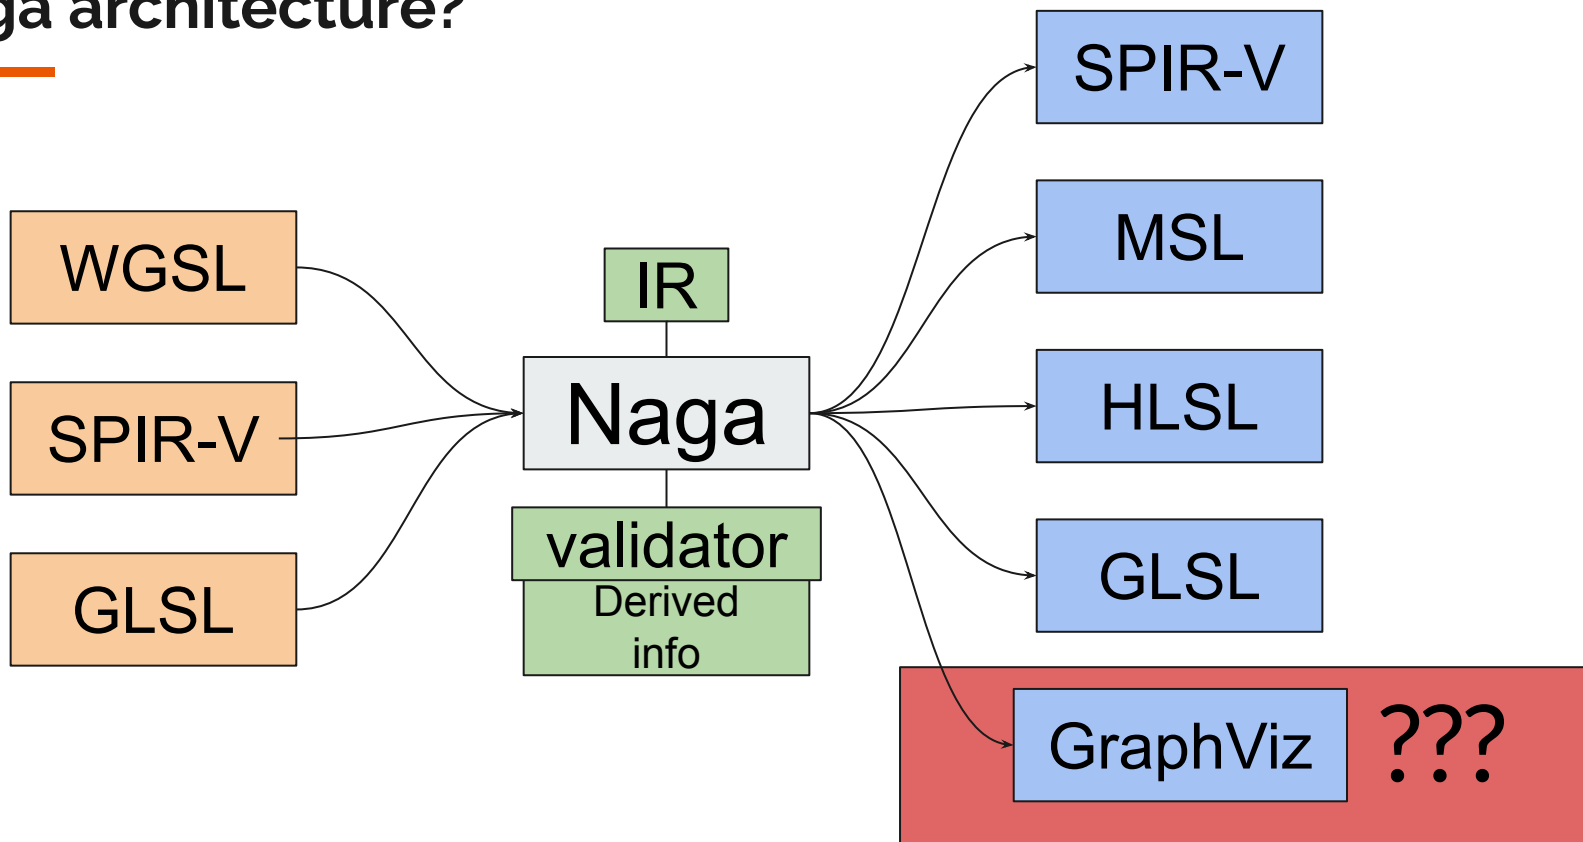 ga architecture?
WGSL
SPIR-V
GLSL
IR
Naga
validator
Derived
info
SPIR-V
MSL
HLSL
GLSL
GraphViz
???